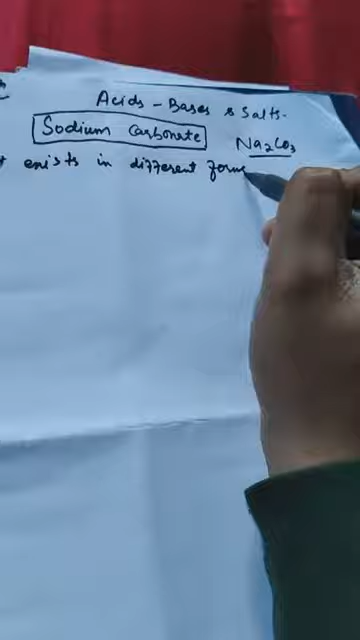 Acids - Bases & Salts.
Sodium Carbonate Na2CO3
exists in different forms